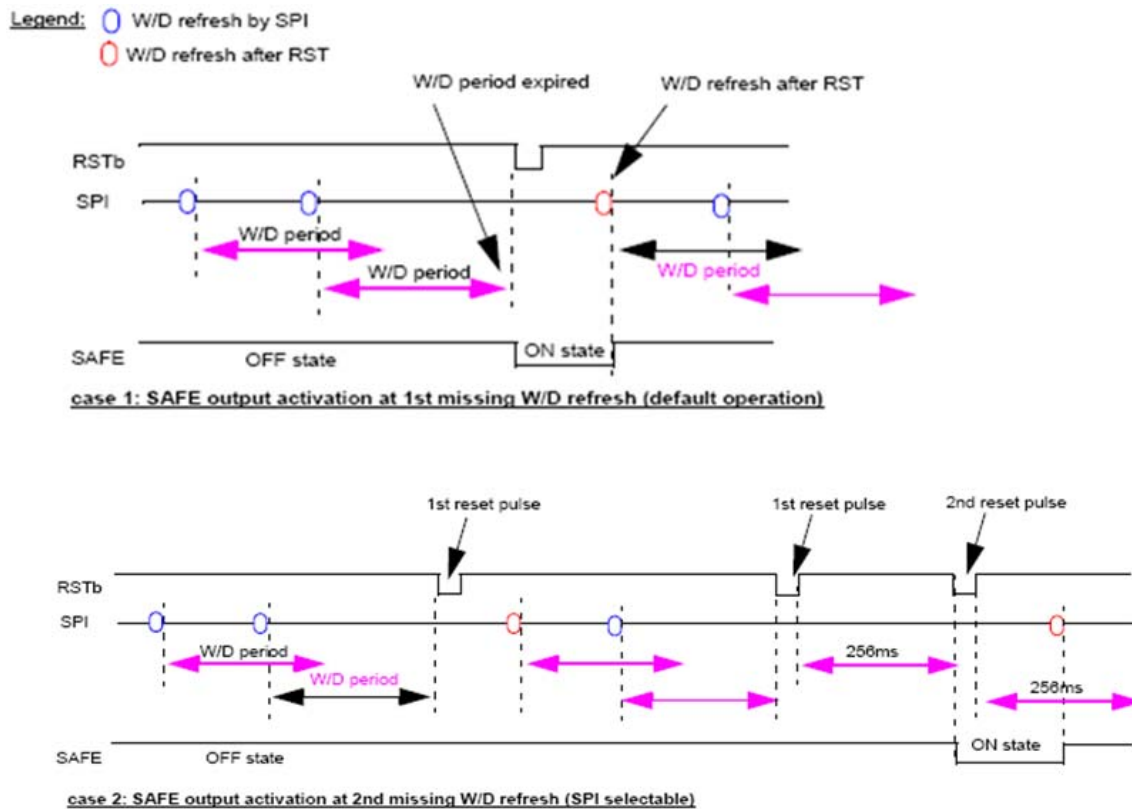 Legend: W/D refresh by SPI
W/D refresh after RST
W/D period expired
W/D refresh after RST
RSTb
SPI
W/D period
W/D period
W/D period
SAFE
OFF state
ON state
case 1: SAFE output activation at 1st missing W/D refresh (default operation)
1st reset pulse
1st reset pulse
2nd reset pulse
RSTb
SPI
W/D period
256ms
W/D period
256ms
SAFE
OFF state
ON state
case 2: SAFE output activation at 2nd missing W/D refresh (SPI selectable)